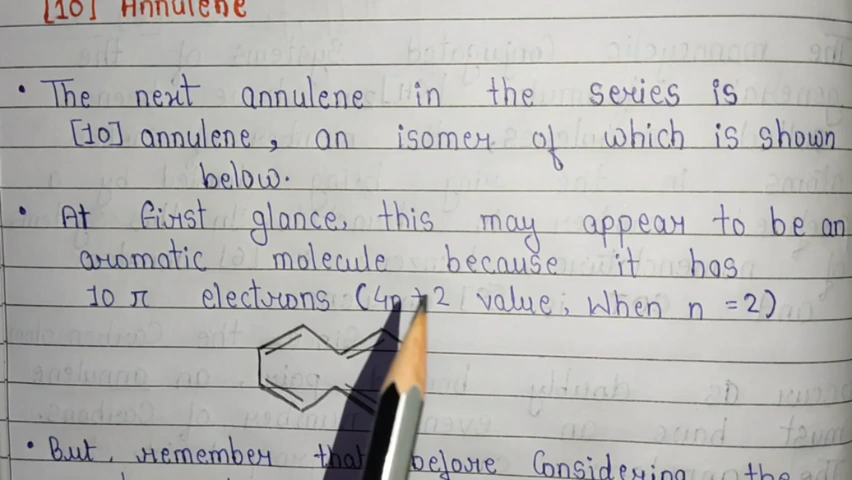 [10] Annulene
• The next annulene in the series is
[10] annulene, an isomer of which is shown
below.
• At first glance, this may appear to be an
aromatic molecule because it has
10 π electrons (4n+2 value, when n = 2)
• But, remember that before considering the